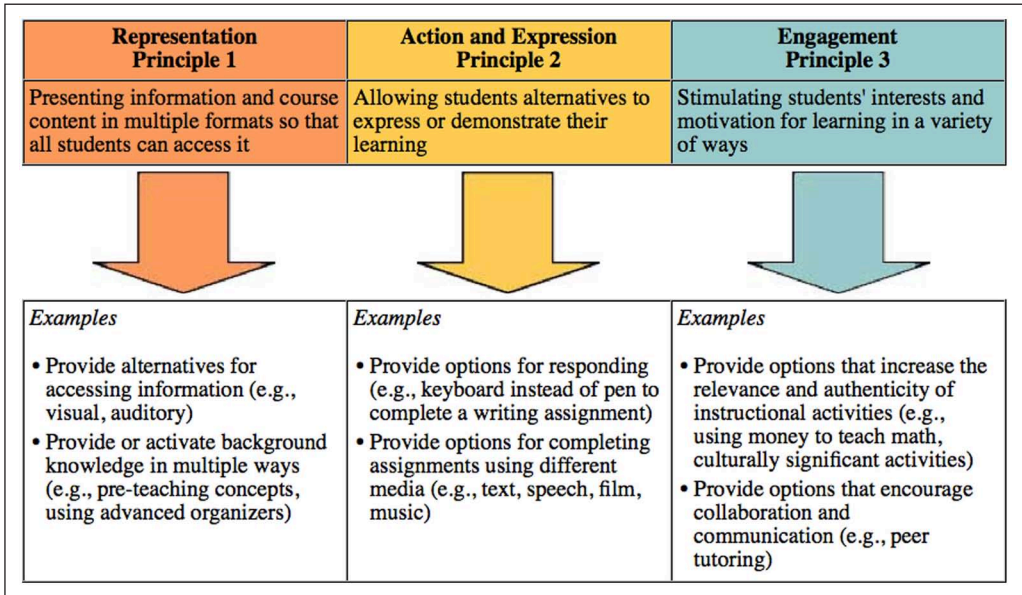 Representation
Principle 1
Presenting information and course
content in multiple formats so that
all students can access it
Action and Expression
Principle 2
Allowing students alternatives to
express or demonstrate their
learning
Engagement
Principle 3
Stimulating students' interests and
motivation for learning in a variety
of ways
Examples
• Provide alternatives for
accessing information (e.g.,
visual, auditory)
• Provide or activate background
knowledge in multiple ways
(e.g., pre-teaching concepts,
using advanced organizers)
Examples
• Provide options for responding
(e.g., keyboard instead of pen to
complete a writing assignment)
• Provide options for completing
assignments using different
media (e.g., text, speech, film,
music)
Examples
• Provide options that increase the
relevance and authenticity of
instructional activities (e.g.,
using money to teach math,
culturally significant activities)
• Provide options that encourage
collaboration and
communication (e.g., peer
tutoring)